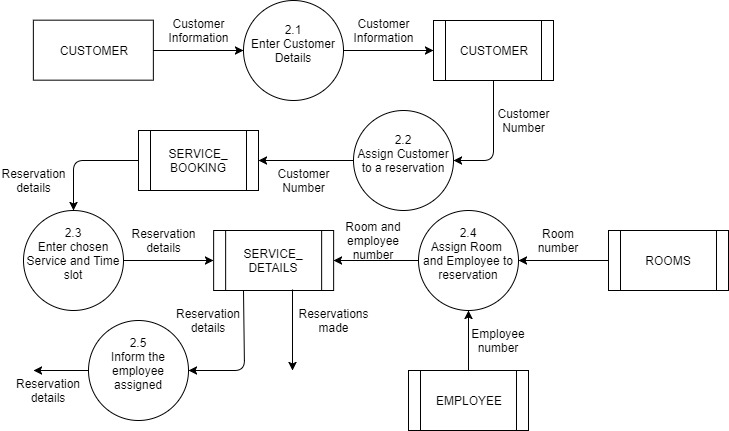 CUSTOMER
Customer
Information
2.1
Enter Customer
Details
Customer
Information
CUSTOMER
Customer
Number
2.2
Assign Customer
to a reservation
Customer
Number
SERVICE_
BOOKING
Reservation
details
2.3
Enter chosen
Service and Time
slot
Reservation
details
SERVICE_
DETAILS
Room and
employee
number
2.4
Assign Room
and Employee to
reservation
Room
number
ROOMS
Employee
number
EMPLOYEE
Reservation
details
Reservations
made
2.5
Inform the
employee
assigned
Reservation
details